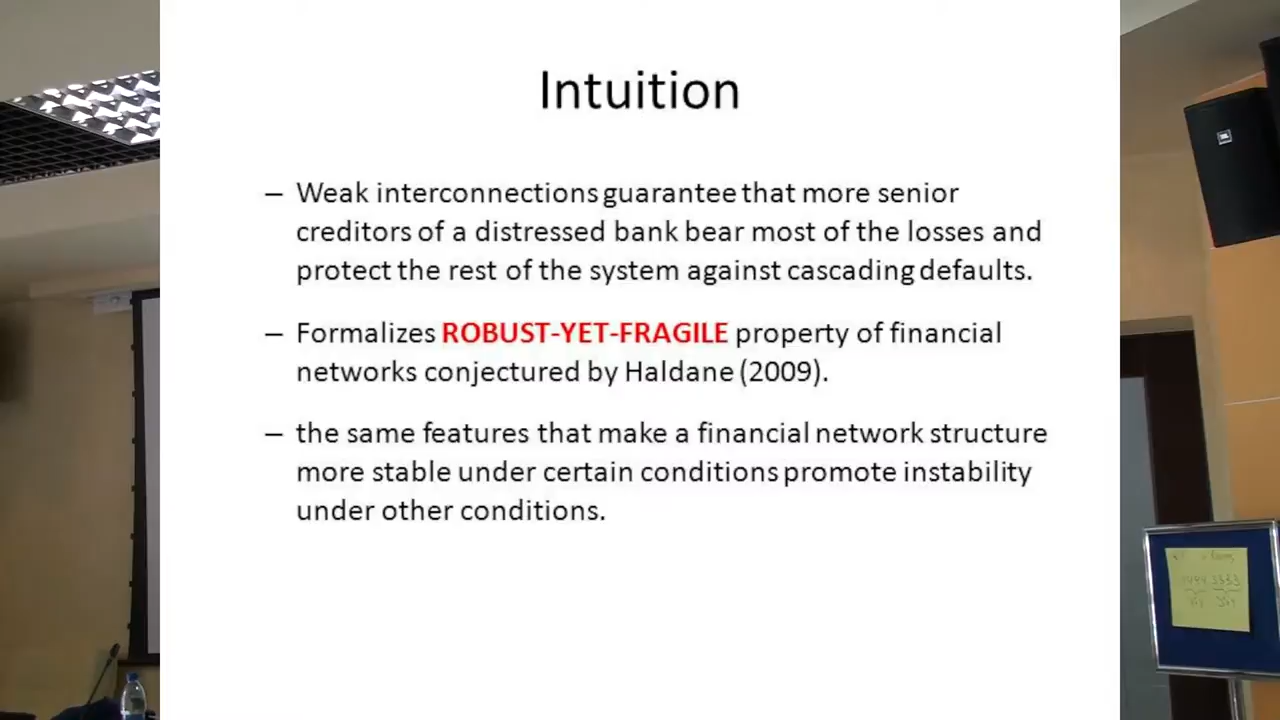 Intuition
– Weak interconnections guarantee that more senior
creditors of a distressed bank bear most of the losses and
protect the rest of the system against cascading defaults.
– Formalizes ROBUST-YET-FRAGILE property of financial
networks conjectured by Haldane (2009).
– the same features that make a financial network structure
more stable under certain conditions promote instability
under other conditions.
JBL